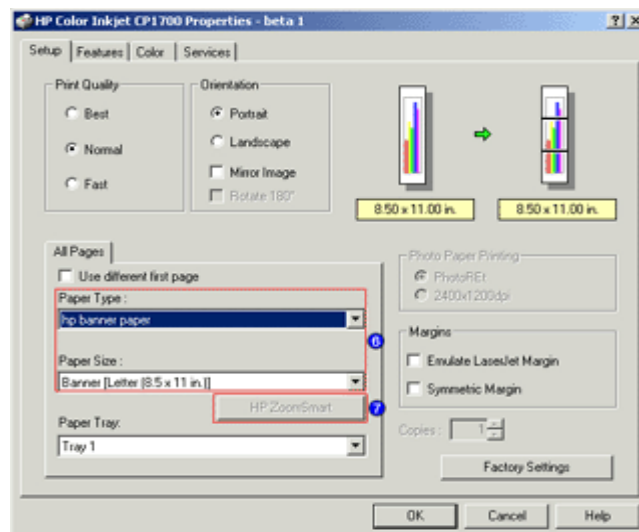 HP Color Inkjet CP1700 Properties - beta 1
Setup Features Color Services
Print Quality
Best
Normal
Fast
Orientation
Portrait
Landscape
Mirror Image
Rotate 180°
8.50 x 11.00 in. 8.50 x 11.00 in.
All Pages
Use different first page
Paper Type :
hp banner paper
6
Paper Size :
Banner [Letter (8.5 x 11 in.)]
HP ZoomSmart
7
Paper Tray:
Tray 1
Photo Paper Printing
PhotoREt
2400x1200dpi
Margins
Emulate LaserJet Margin
Symmetric Margin
Copies : 1
Factory Settings
OK Cancel Help